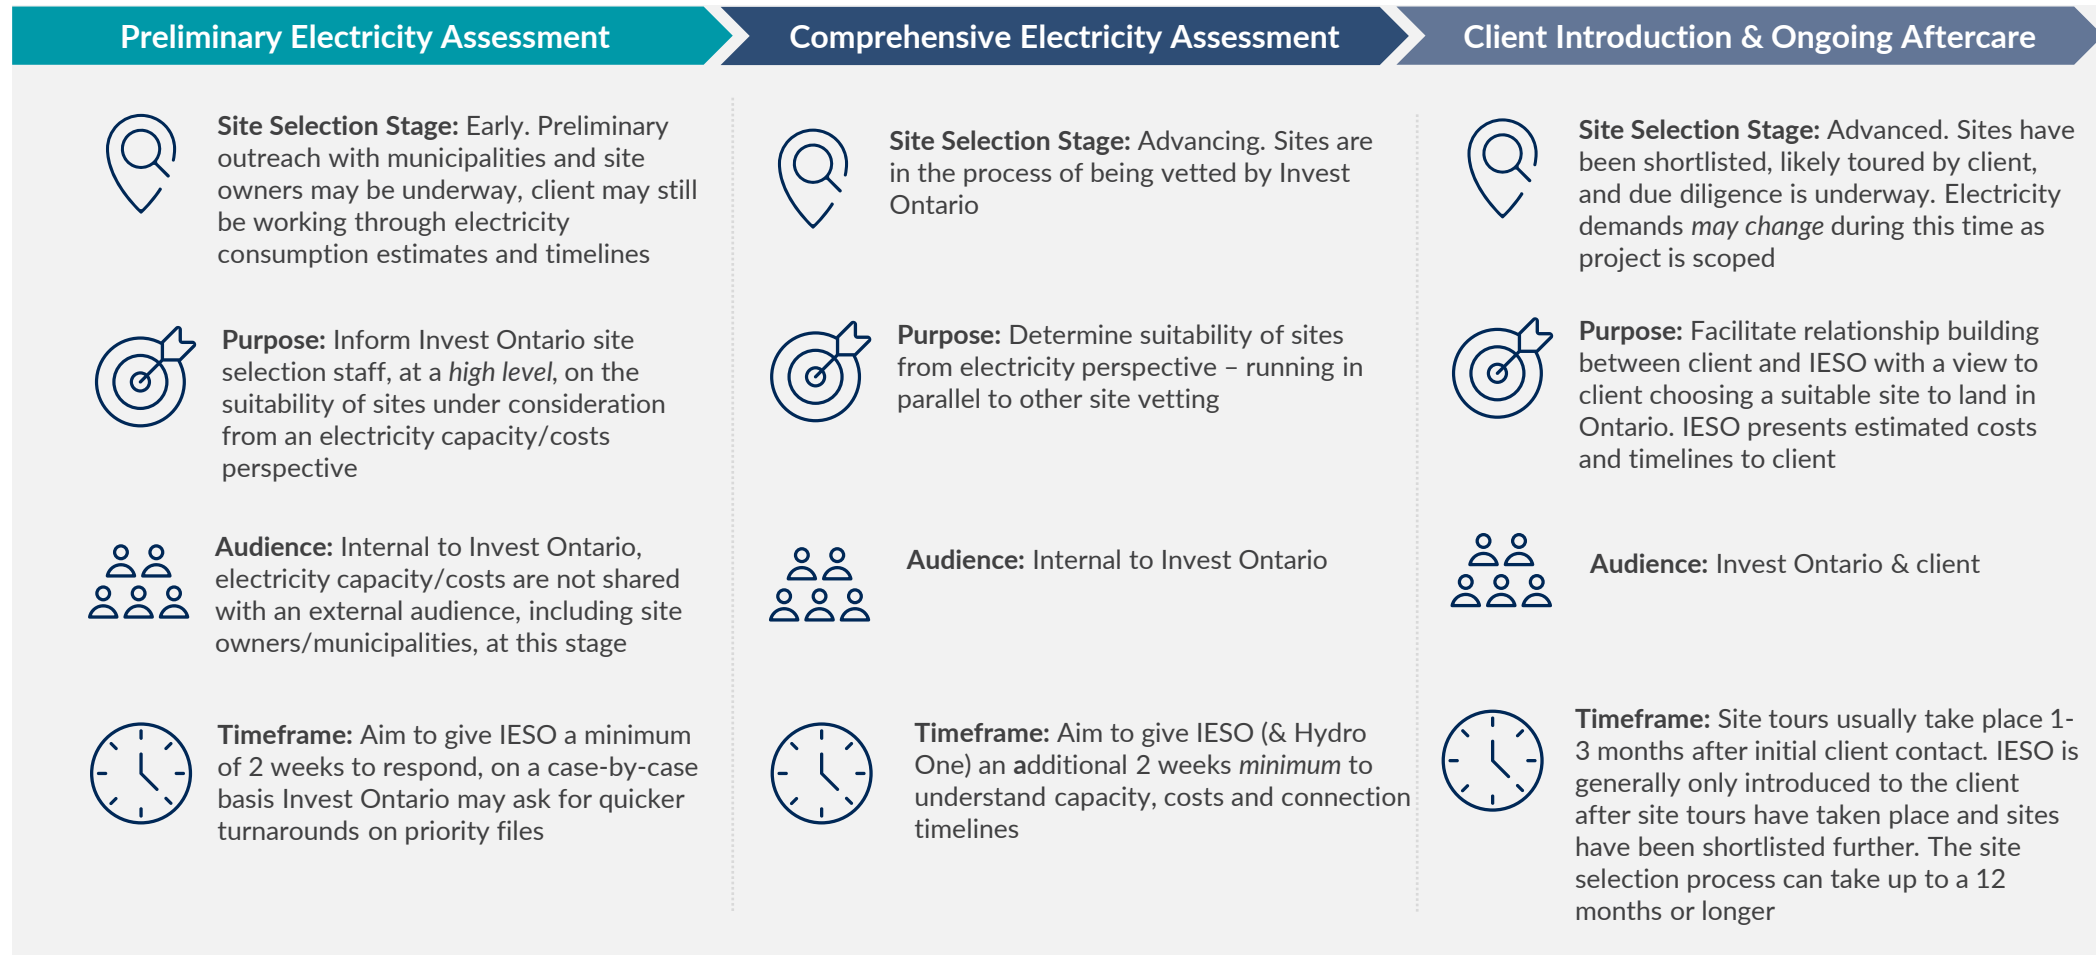 Preliminary Electricity Assessment
Comprehensive Electricity Assessment
Client Introduction & Ongoing Aftercare
Site Selection Stage: Early. Preliminary
outreach with municipalities and site
owners may be underway, client may still
be working through electricity
consumption estimates and timelines
Purpose: Inform Invest Ontario site
selection staff, at a high level, on the
suitability of sites under consideration
from an electricity capacity/costs
perspective
Audience: Internal to Invest Ontario,
electricity capacity/costs are not shared
with an external audience, including site
owners/municipalities, at this stage
Timeframe: Aim to give IESO a minimum
of 2 weeks to respond, on a case-by-case
basis Invest Ontario may ask for quicker
turnarounds on priority files
Site Selection Stage: Advancing. Sites are
in the process of being vetted by Invest
Ontario
Purpose: Determine suitability of sites
from electricity perspective – running in
parallel to other site vetting
Audience: Internal to Invest Ontario
Timeframe: Aim to give IESO (& Hydro
One) an additional 2 weeks minimum to
understand capacity, costs and connection
timelines
Site Selection Stage: Advanced. Sites have
been shortlisted, likely toured by client,
and due diligence is underway. Electricity
demands may change during this time as
project is scoped
Purpose: Facilitate relationship building
between client and IESO with a view to
client choosing a suitable site to land in
Ontario. IESO presents estimated costs
and timelines to client
Audience: Invest Ontario & client
Timeframe: Site tours usually take place 1-
3 months after initial client contact. IESO is
generally only introduced to the client
after site tours have taken place and sites
have been shortlisted further. The site
selection process can take up to a 12
months or longer